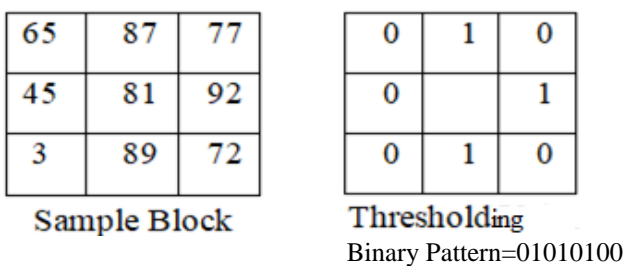 65 87 77
45 81 92
3 89 72
Sample Block
0 1 0
0 1
0 1 0
Thresholding
Binary Pattern=01010100